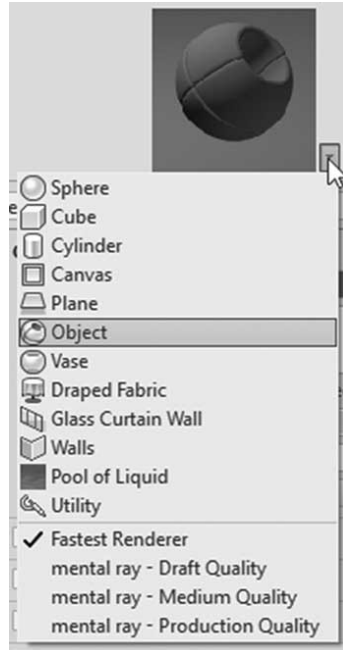 Sphere
Cube
Cylinder
Canvas
Plane
Object
Vase
Draped Fabric
Glass Curtain Wall
Walls
Pool of Liquid
Utility
Fastest Renderer
mental ray - Draft Quality
mental ray - Medium Quality
mental ray - Production Quality